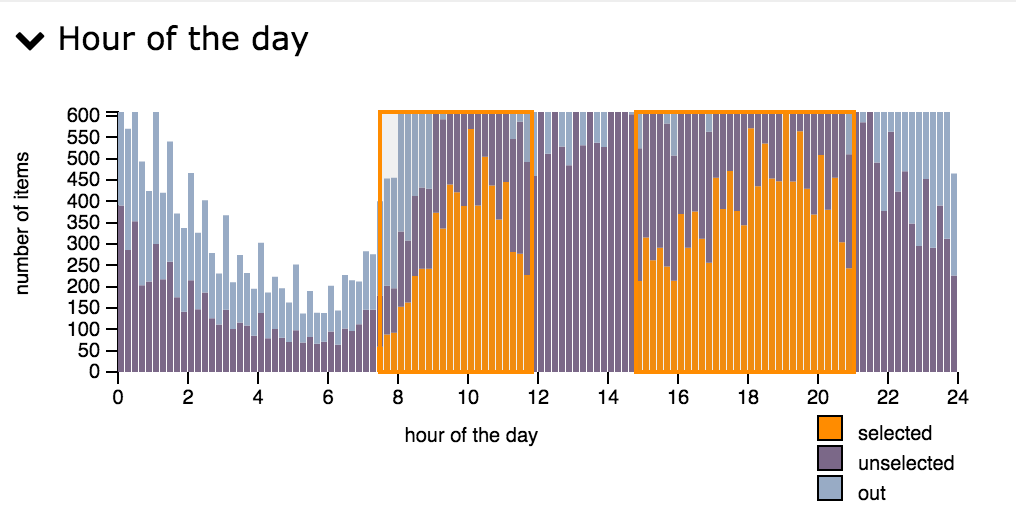 Hour of the day
600
550
500
450
400
350
300
250
200
150
100
50
0
number of items
0 2 4 6 8 10 12 14 16 18 20 22 24
hour of the day
selected
unselected
out